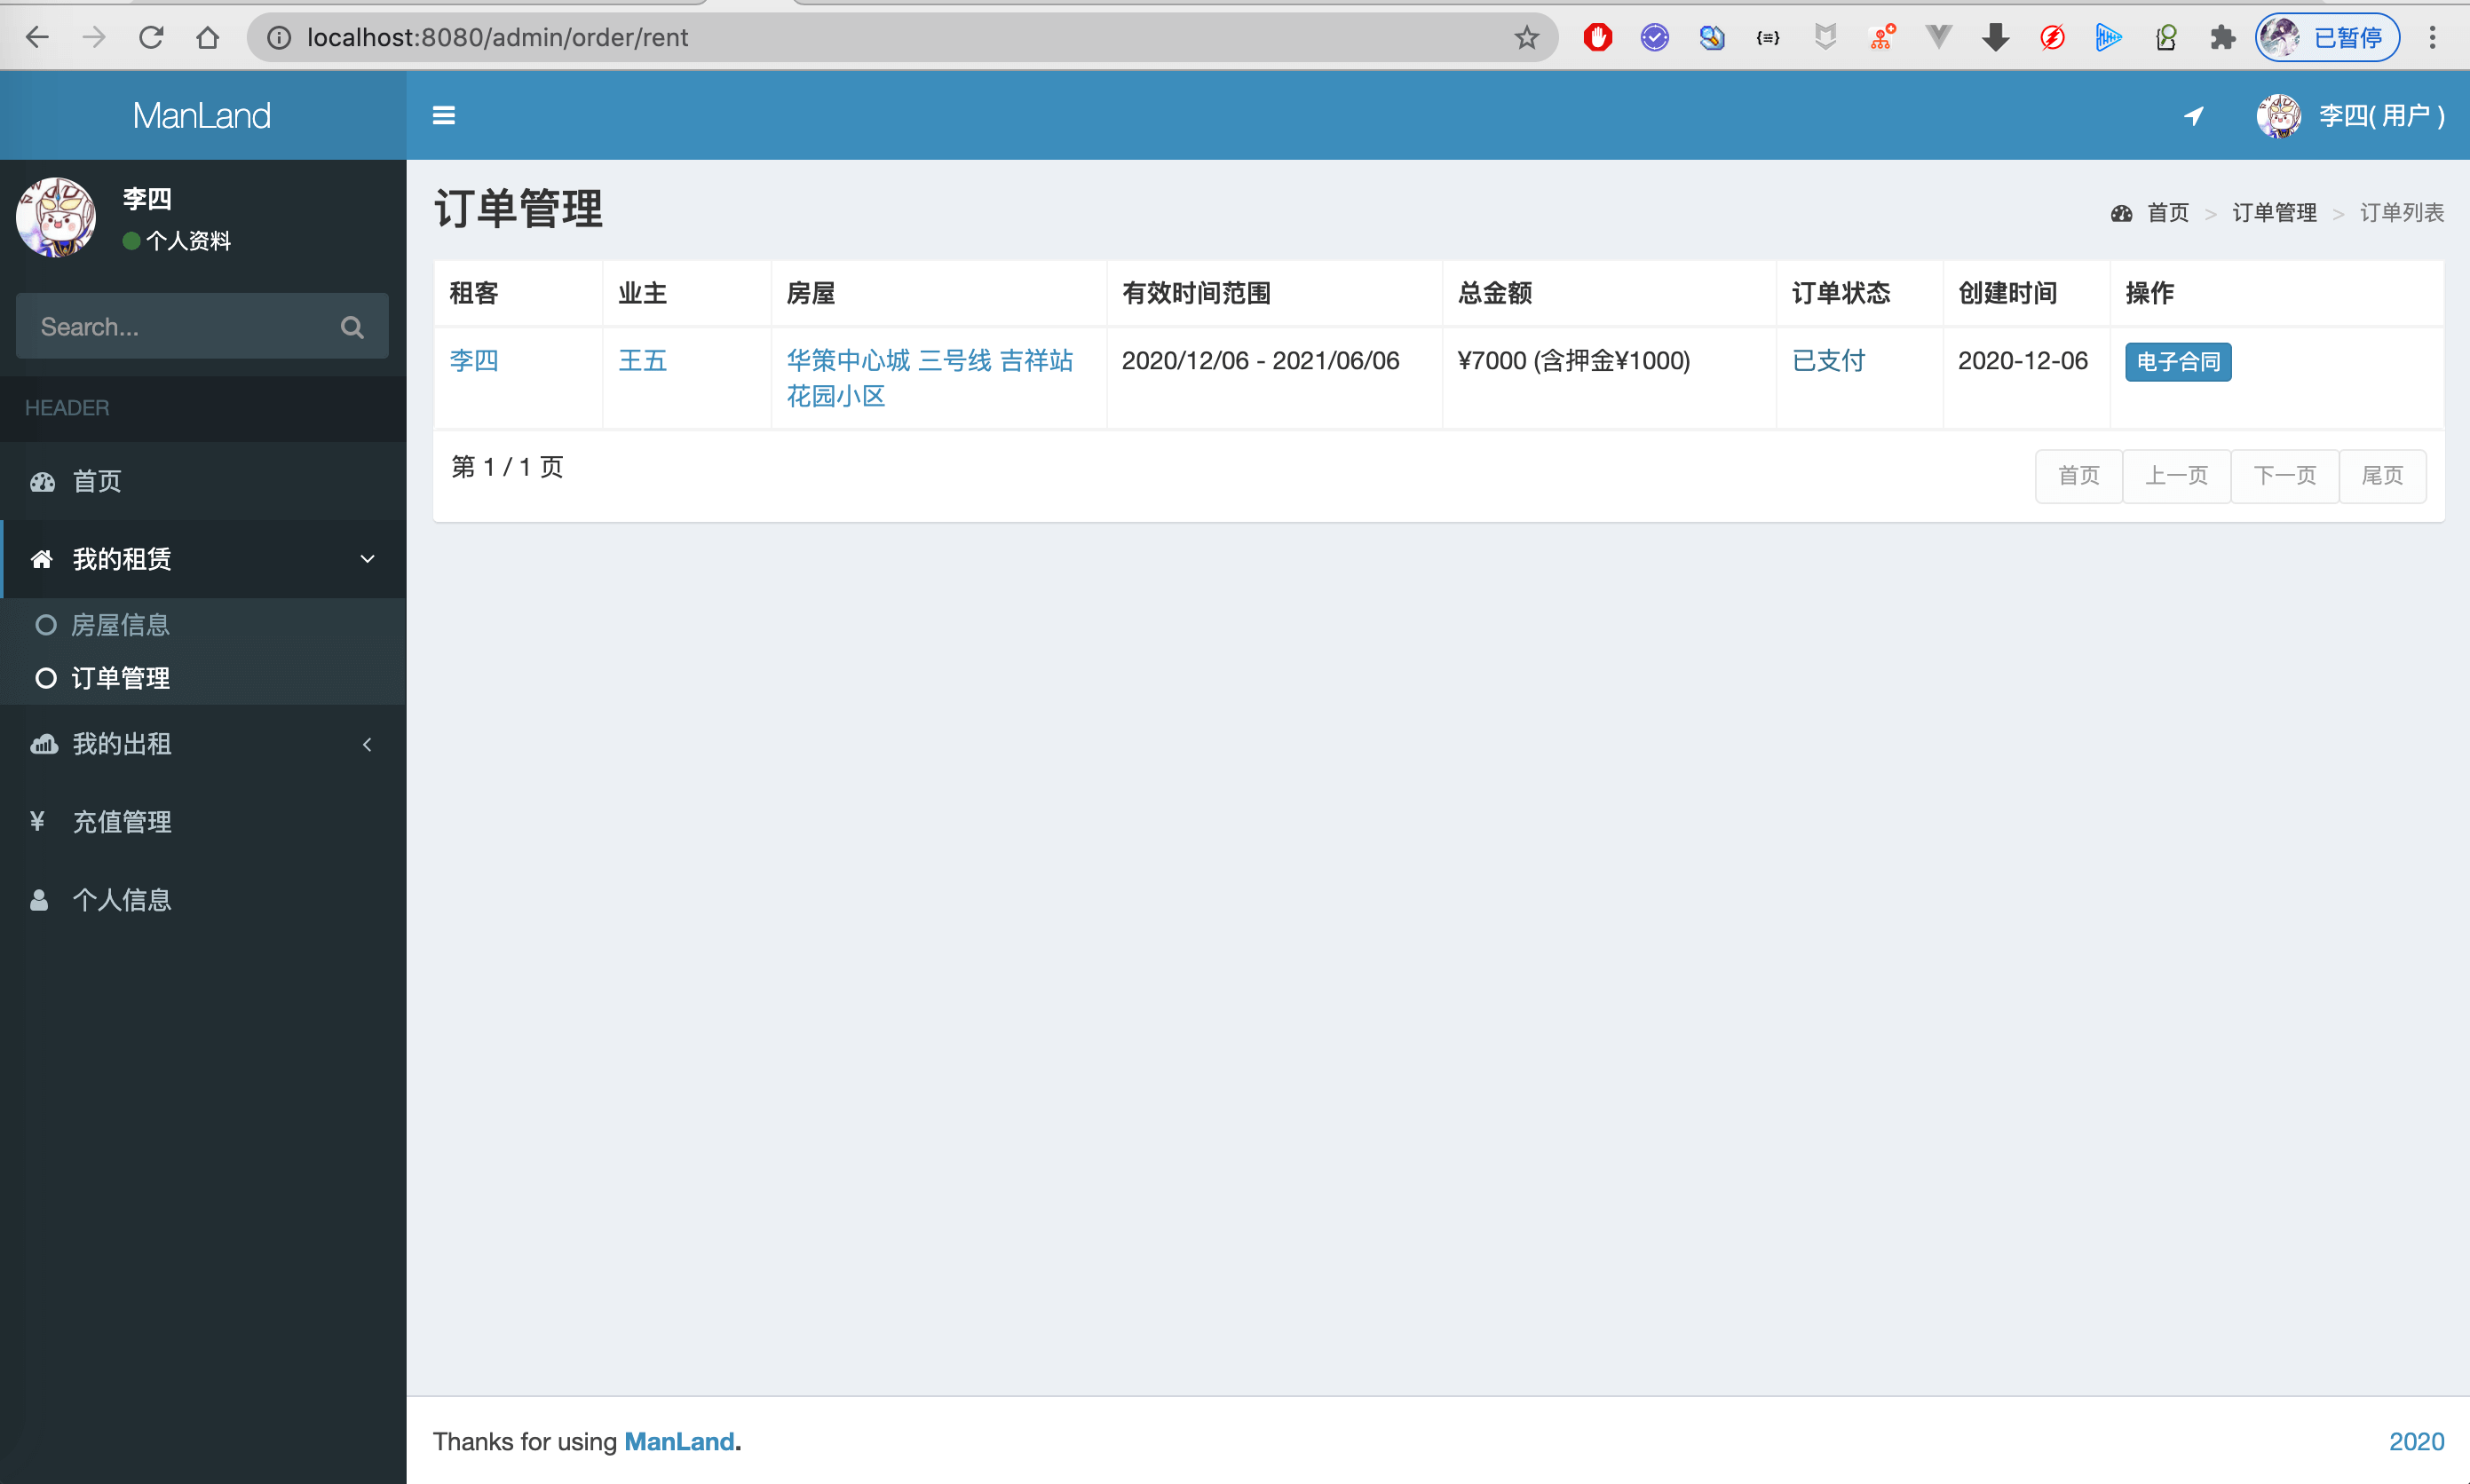 localhost:8080/admin/order/rent
已暂停
ManLand
李四( 用户 )
李四
个人资料
Search...
HEADER
首页
我的租赁
房屋信息
订单管理
我的出租
¥ 充值管理
个人信息
订单管理
首页 > 订单管理 > 订单列表
租客 业主 房屋 有效时间范围 总金额 订单状态 创建时间 操作
李四 王五 华策中心城 三号线 吉祥站 2020/12/06 - 2021/06/06 ¥7000 (含押金¥1000) 已支付 2020-12-06 电子合同
花园小区
第 1 / 1 页
首页 上一页 下一页 尾页
Thanks for using ManLand.
2020